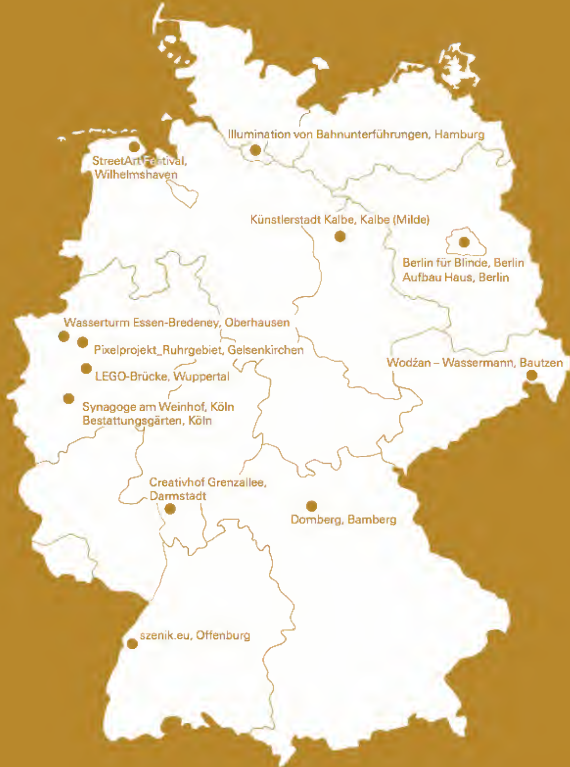 Illumination von Bahnunterführungen, Hamburg
StreetArt Festival,
Wilhelmshaven
Künstlerstadt Kalbe, Kalbe (Milde)
Berlin für Blinde, Berlin
Aufbau Haus, Berlin
Wasserturm Essen-Bredeney, Oberhausen
Pixelprojekt_Ruhrgebiet, Gelsenkirchen
Wodźan – Wassermann, Bautzen
LEGO-Brücke, Wuppertal
Synagoge am Weinhof, Köln
Bestattungsgärten, Köln
Creativhof Grenzallee,
Darmstadt
Domberg, Bamberg
szenik.eu, Offenburg